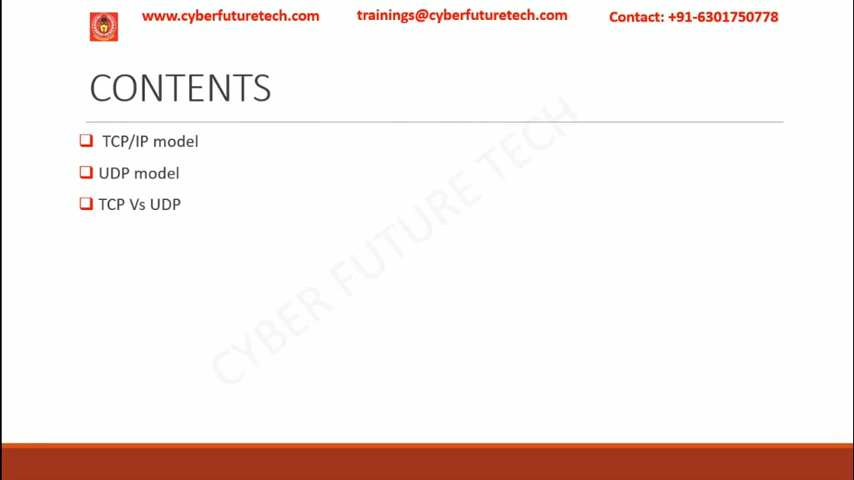 www.cyberfuturetech.com trainings@cyberfuturetech.com Contact: +91-6301750778
CONTENTS
TCP/IP model
UDP model
TCP Vs UDP
CYBER FUTURE TECH